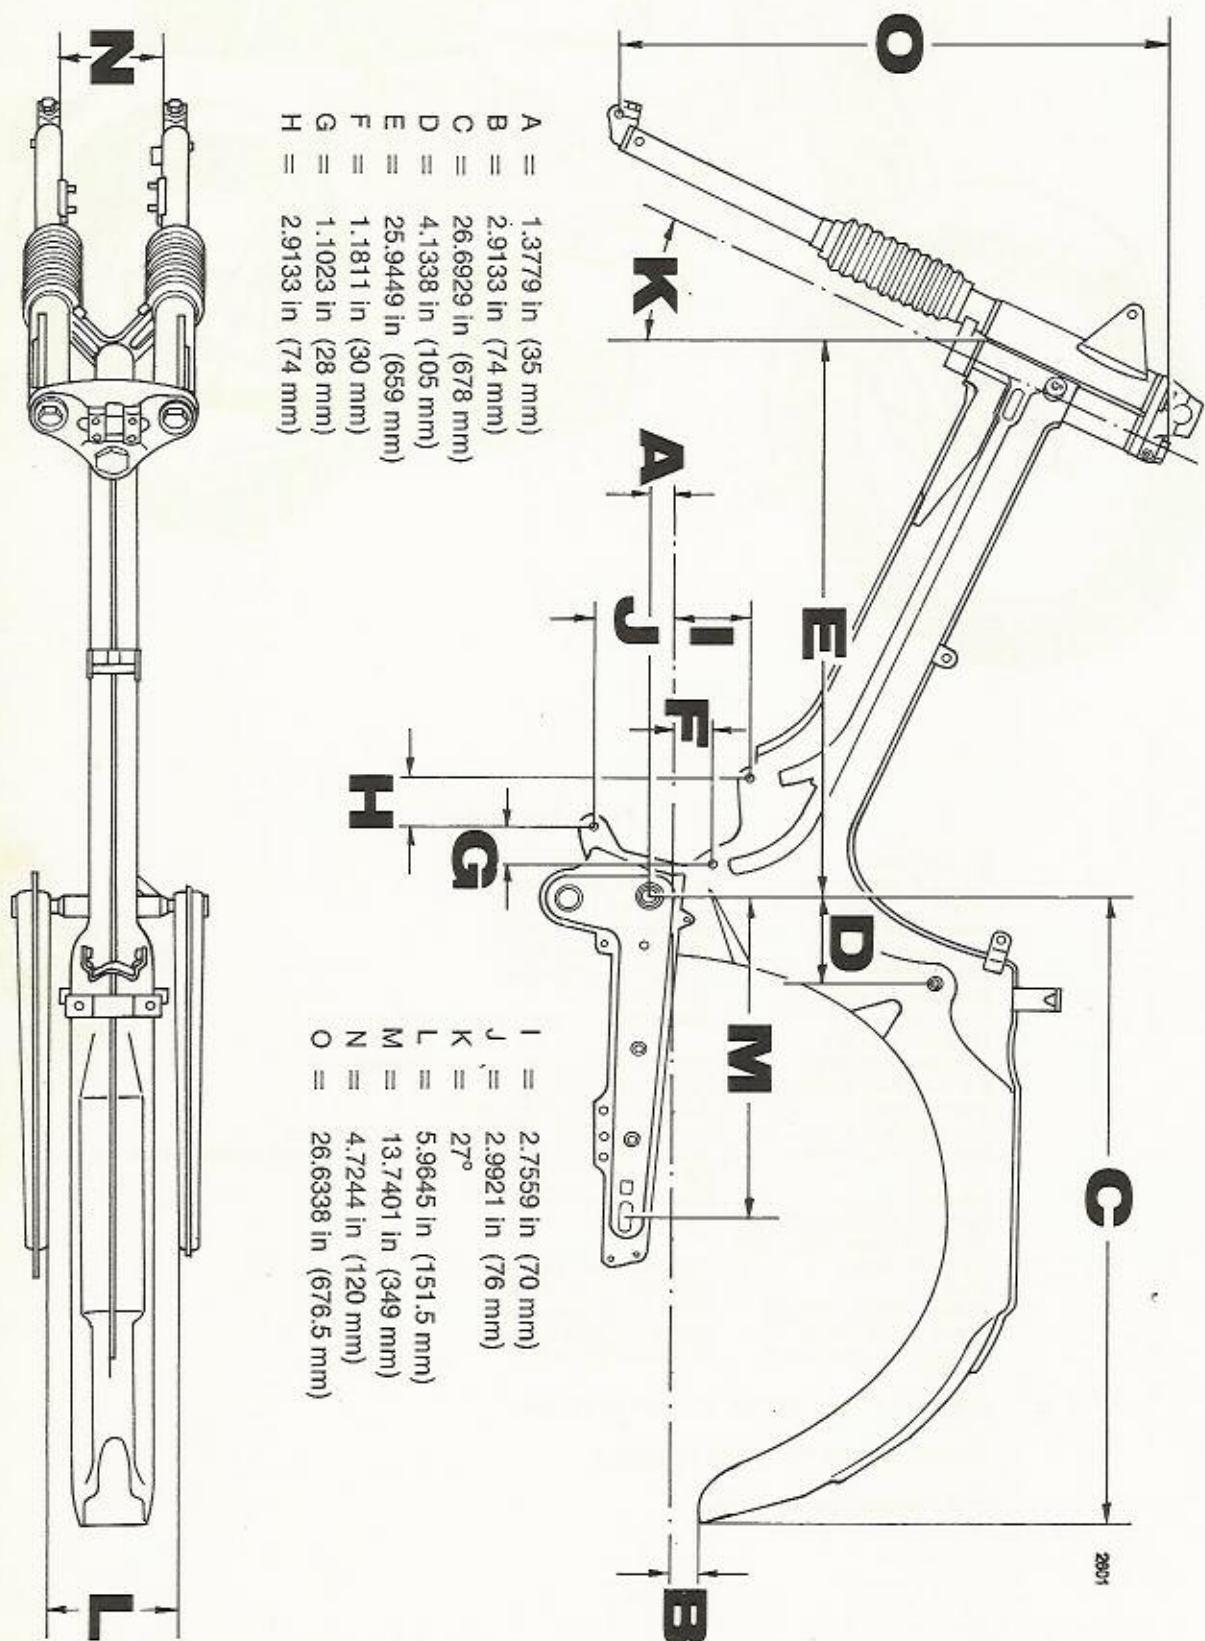 O
K
A
J
I
E
F
H
G
D
M
C
B
N
L
A = 1.3779 in (35 mm)
B = 2.9133 in (74 mm)
C = 26.6929 in (678 mm)
D = 4.1338 in (105 mm)
E = 25.9449 in (659 mm)
F = 1.1811 in (30 mm)
G = 1.1023 in (28 mm)
H = 2.9133 in (74 mm)
I = 2.7559 in (70 mm)
J = 2.9921 in (76 mm)
K = 27°
L = 5.9645 in (151.5 mm)
M = 13.7401 in (349 mm)
N = 4.7244 in (120 mm)
O = 26.6338 in (676.5 mm)
2601